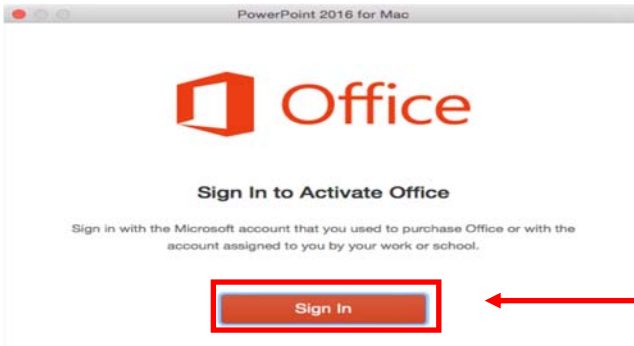 PowerPoint 2016 for Mac
Office
Sign In to Activate Office
Sign in with the Microsoft account that you used to purchase Office or with the
account assigned to you by your work or school.
Sign In